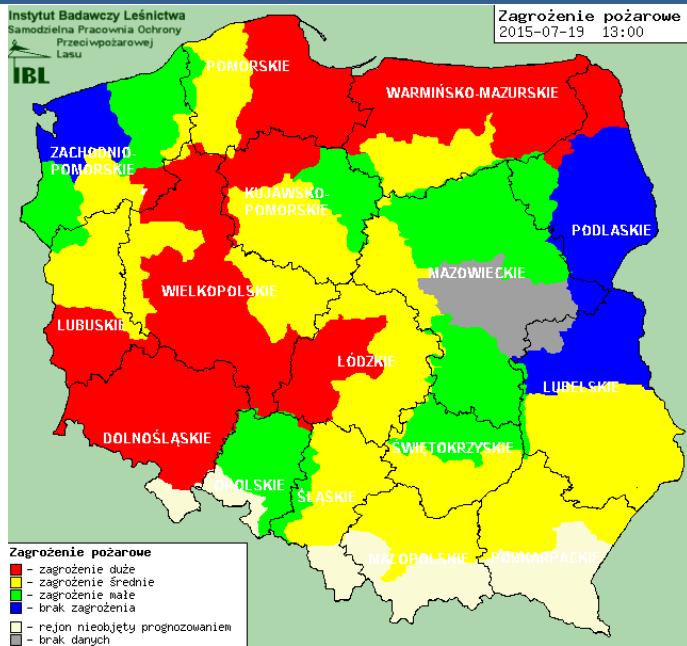 Instytut Badawczy Leśnictwa
Samodzielna Pracownia Ochrony
Przeciwpożarowej
Lasu
IBL
Zagrożenie pożarowe
2015-07-19 13:00
POMORSKIE
WARMIŃSKO-MAZURSKIE
ZACHODNIO-
POMORSKIE
KUJAWSKO-
POMORSKIE
PODLASKIE
MAZOWIECKIE
WIELKOPOLSKIE
LUBUSKIE
ŁÓDZKIE
LUBELSKIE
DOLNOŚLĄSKIE
ŚWIĘTOKRZYSKIE
OPOLSKIE
ŚLĄSKIE
MAŁOPOLSKIE
PODKARPACKIE
Zagrożenie pożarowe
- zagrożenie duże
- zagrożenie średnie
- zagrożenie małe
- brak zagrożenia
- rejon nieobjęty prognozowaniem
- brak danych